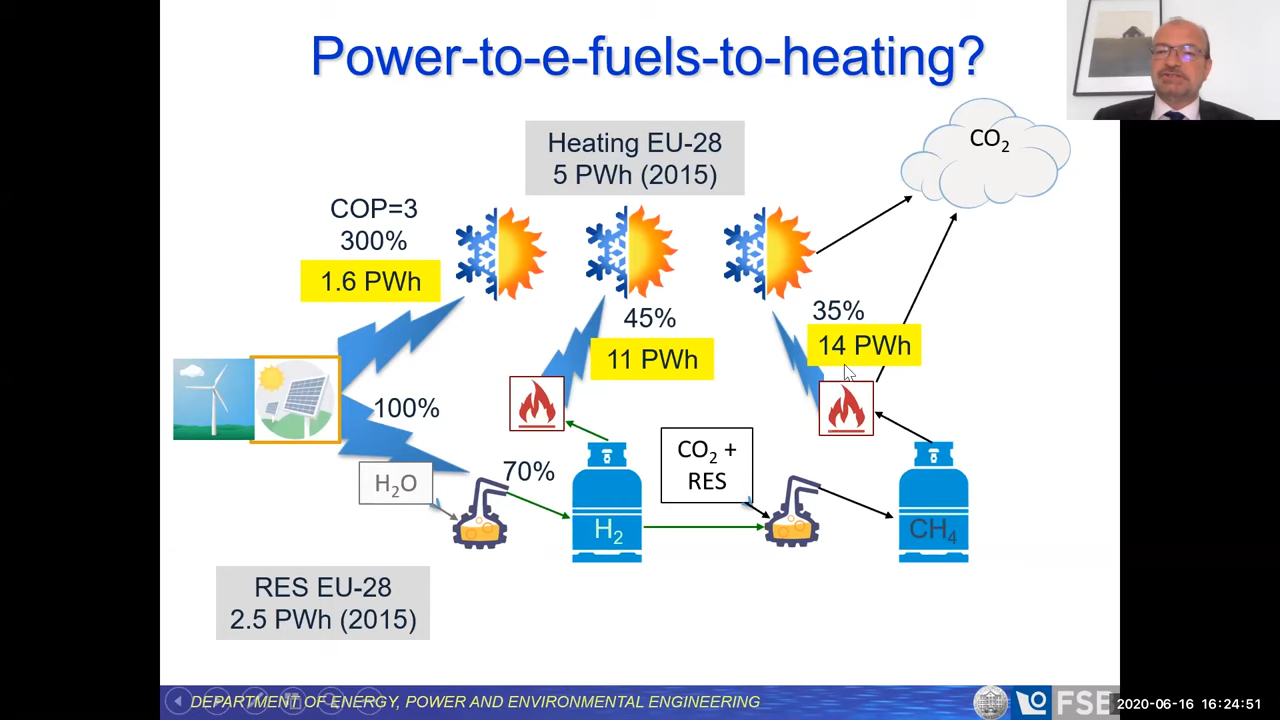 Power-to-e-fuels-to-heating?
CO2
Heating EU-28
5 PWh (2015)
COP=3
300%
1.6 PWh
45%
11 PWh
35%
14 PWh
100%
H2O
70%
H2
CO2 +
RES
CH4
RES EU-28
2.5 PWh (2015)
DEPARTMENT OF ENERGY, POWER AND ENVIRONMENTAL ENGINEERING
FSB
2020-06-16 16:24:51